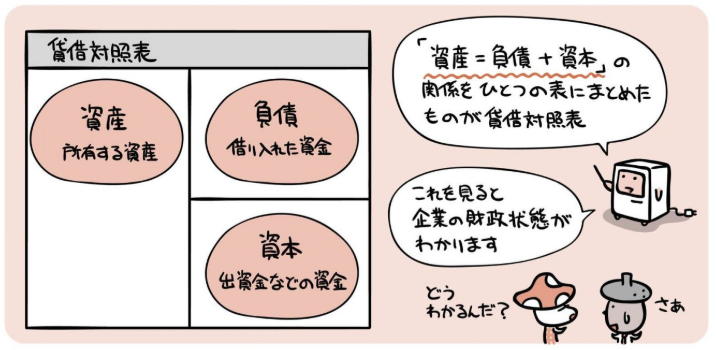 貸借対照表
資産
所有する資産
負債
借り入れた資金
資本
出資金などの資金
「資産=負債+資本」の
関係をひとつの表にまとめた
ものが貸借対照表
これを見ると
企業の財政状態が
わかります
どう
わかるんだ?
さあ